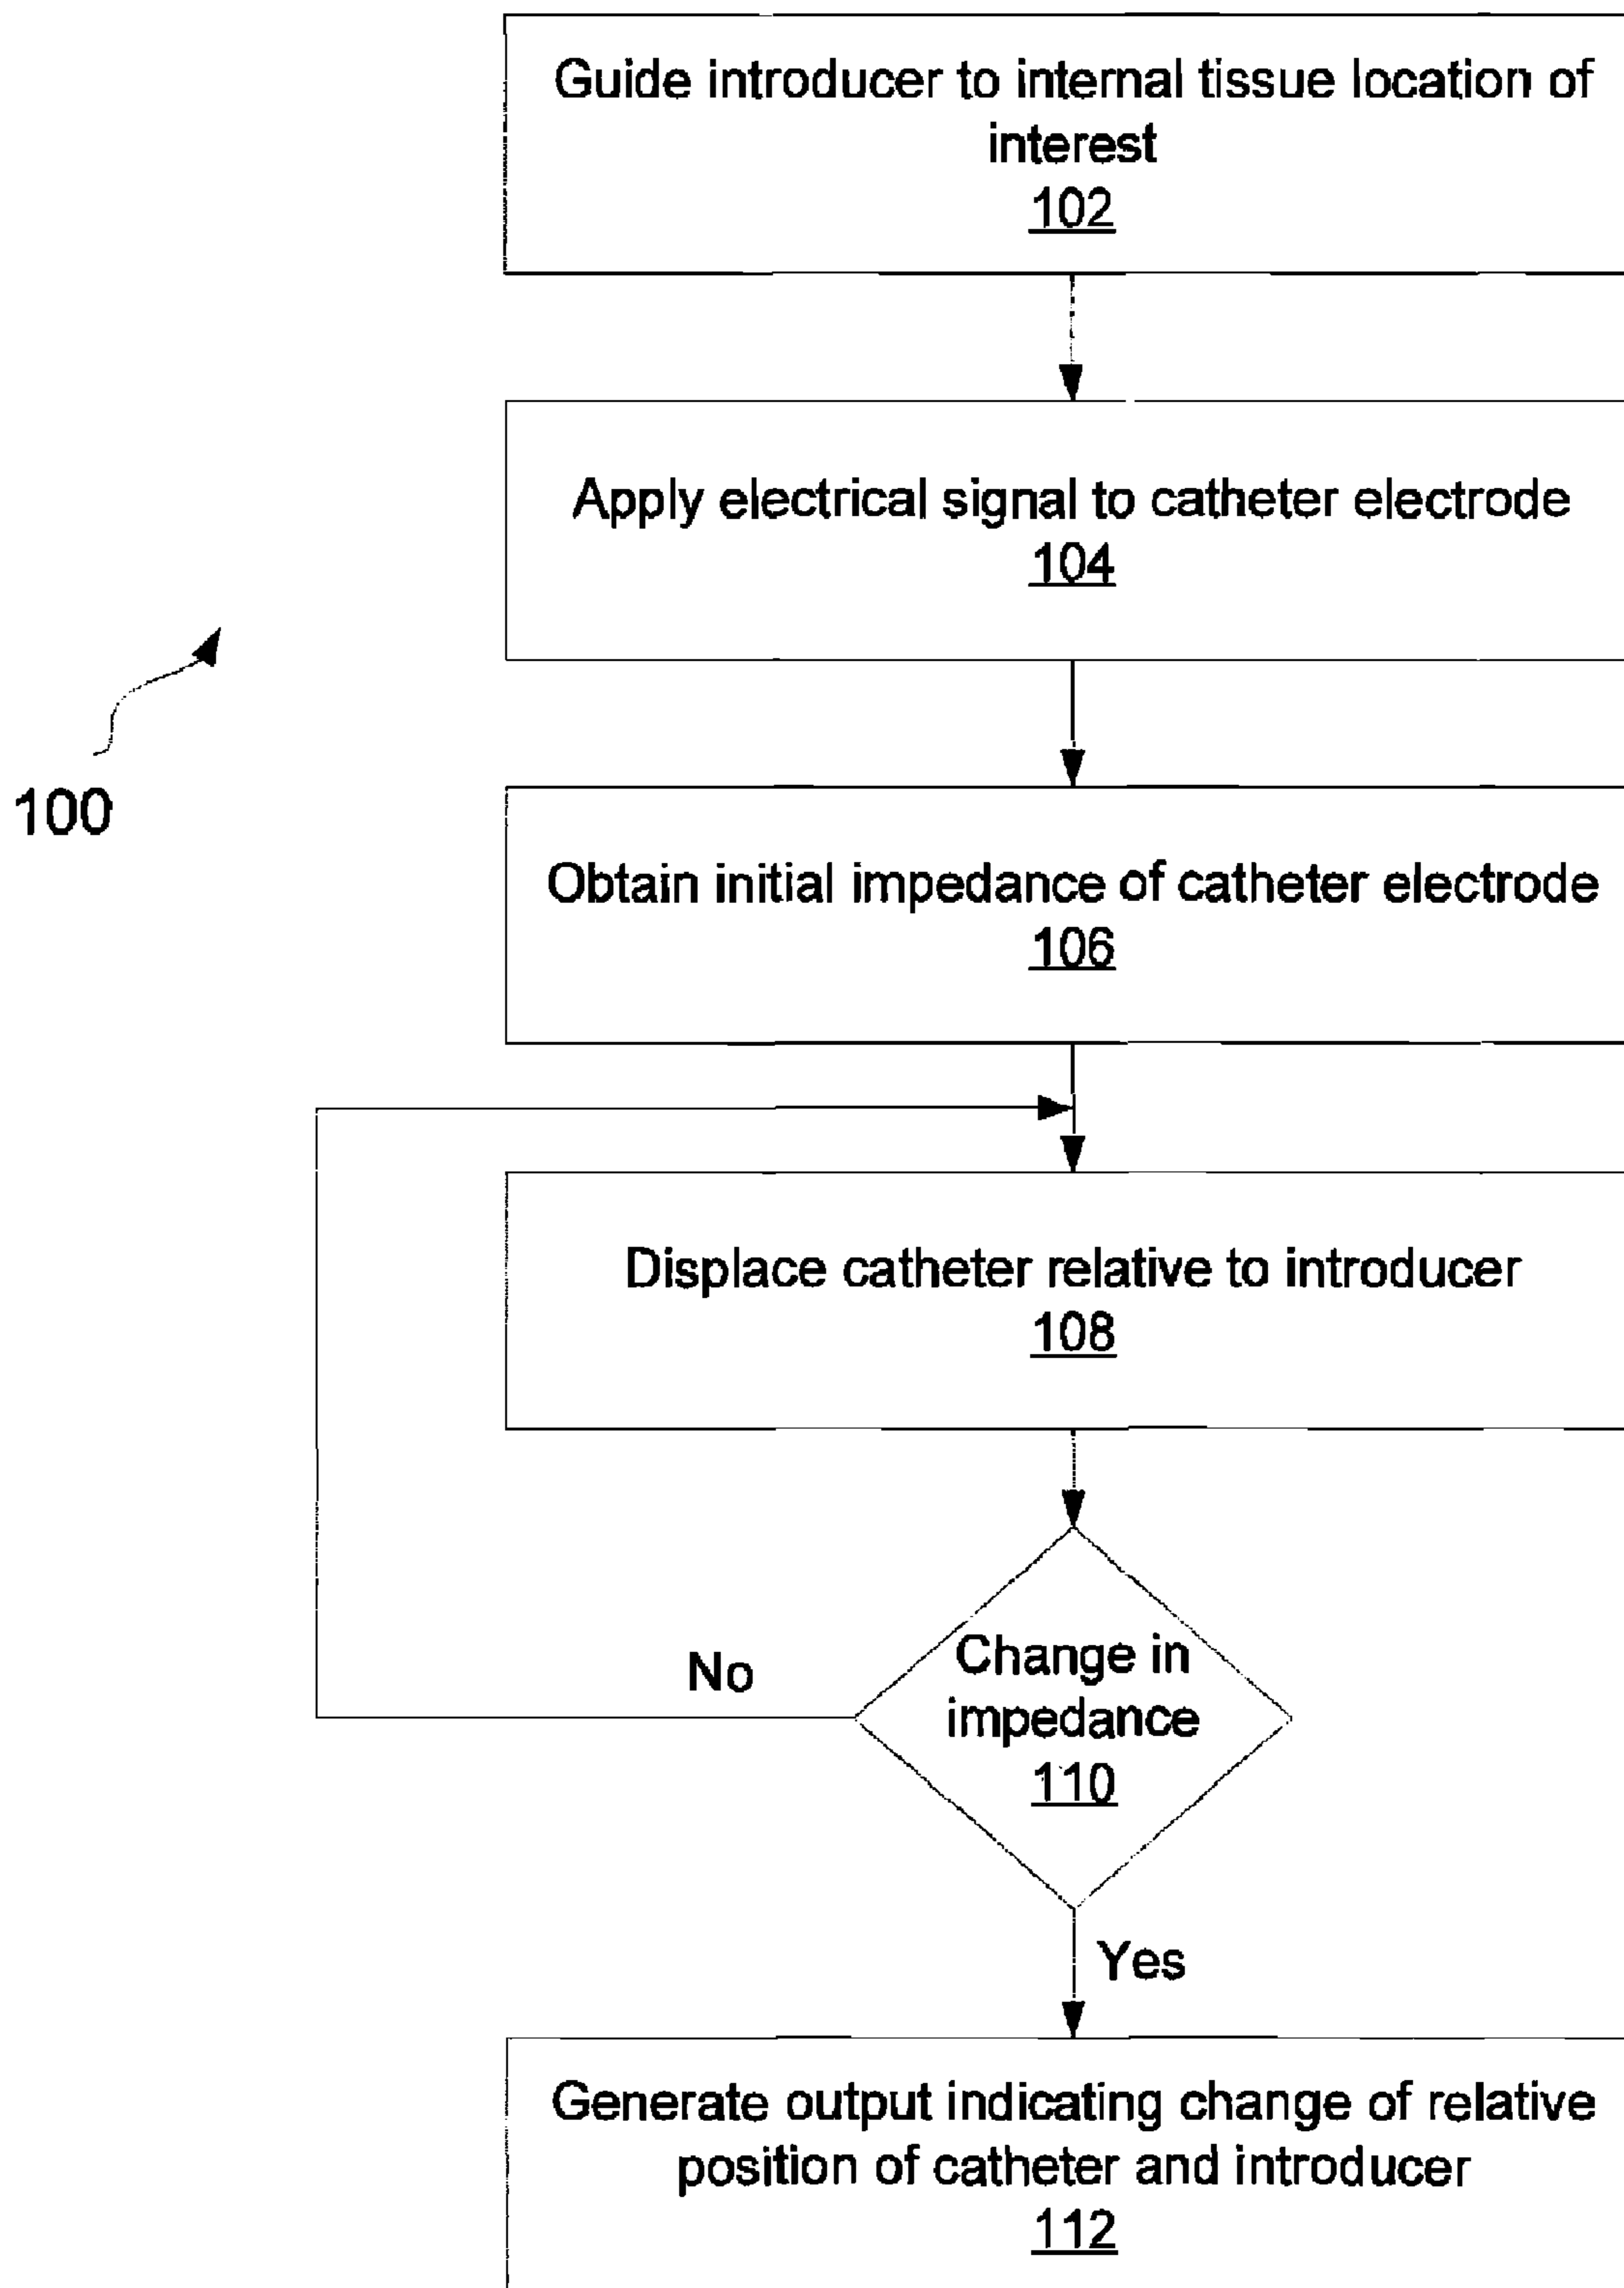 Guide introducer to internal tissue location of
interest
102
Apply electrical signal to catheter electrode
104
100
Obtain initial impedance of catheter electrode
106
Displace catheter relative to introducer
108
No
Change in
impedance
110
Yes
Generate output indicating change of relative
position of catheter and introducer
112